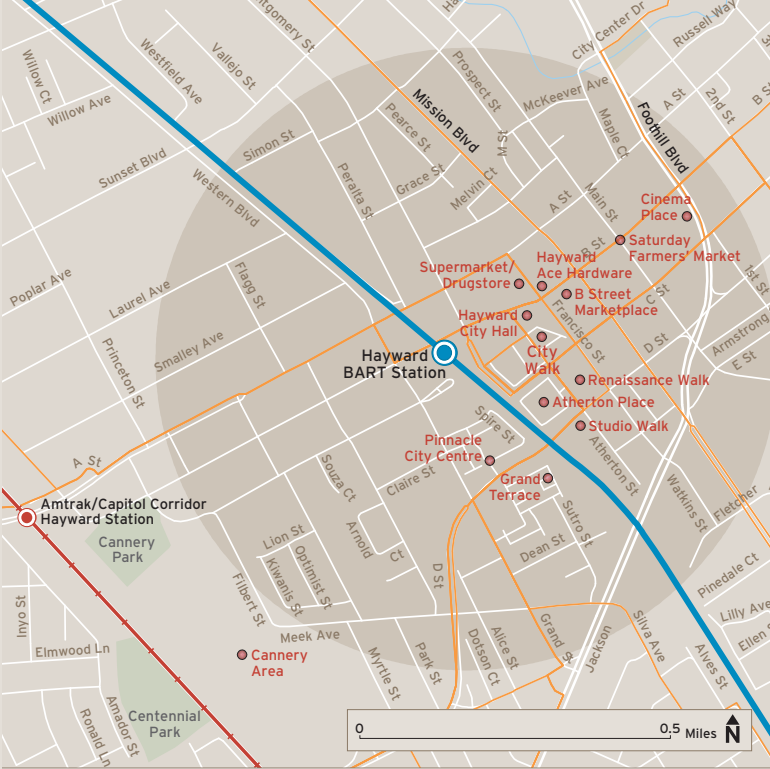 City Center Dr
Russell Way
Willow Ct
Westfield Ave
Vallejo St
Prospect St
McKeever Ave
A St
2nd St
B St
Willow Ave
Mission Blvd
Foothill Blvd
Maple Ct
Pearce St
M St
Simon St
Sunset Blvd
Western Blvd
Peralta St
Grace St
Melvin Ct
A St
Main St
Cinema
Place
Saturday
Farmers' Market
B St
Hayward
Ace Hardware
Supermarket/
Drugstore
B Street
Marketplace
C St
1st St
Poplar Ave
Laurel Ave
Flagg St
Hayward
City Hall
Francisco St
D St
Armstrong
E St
Smalley Ave
Princeton St
Hayward
BART Station
City
Walk
Renaissance Walk
Atherton Place
Studio Walk
Spire St
Pinnacle
City Centre
Atherton St
A St
Souza Ct
Claire St
Grand
Terrace
Watkins St
Fletcher
Amtrak/Capitol Corridor
Hayward Station
Cannery
Park
Lion St
Arnold
Ct
Sutro St
Dean St
Kiwanis St
Optimist St
Filbert St
D St
Pinedale Ct
Inyo St
Lilly Ave
Ellen S
Meek Ave
Grand St
Silva Ave
Jackson
Alice St
Dotson Ct
Park St
Myrtle St
Alves St
Elmwood Ln
Cannery
Area
Amador St
Ronald Ln
Centennial
Park
0
0.5
Miles
N